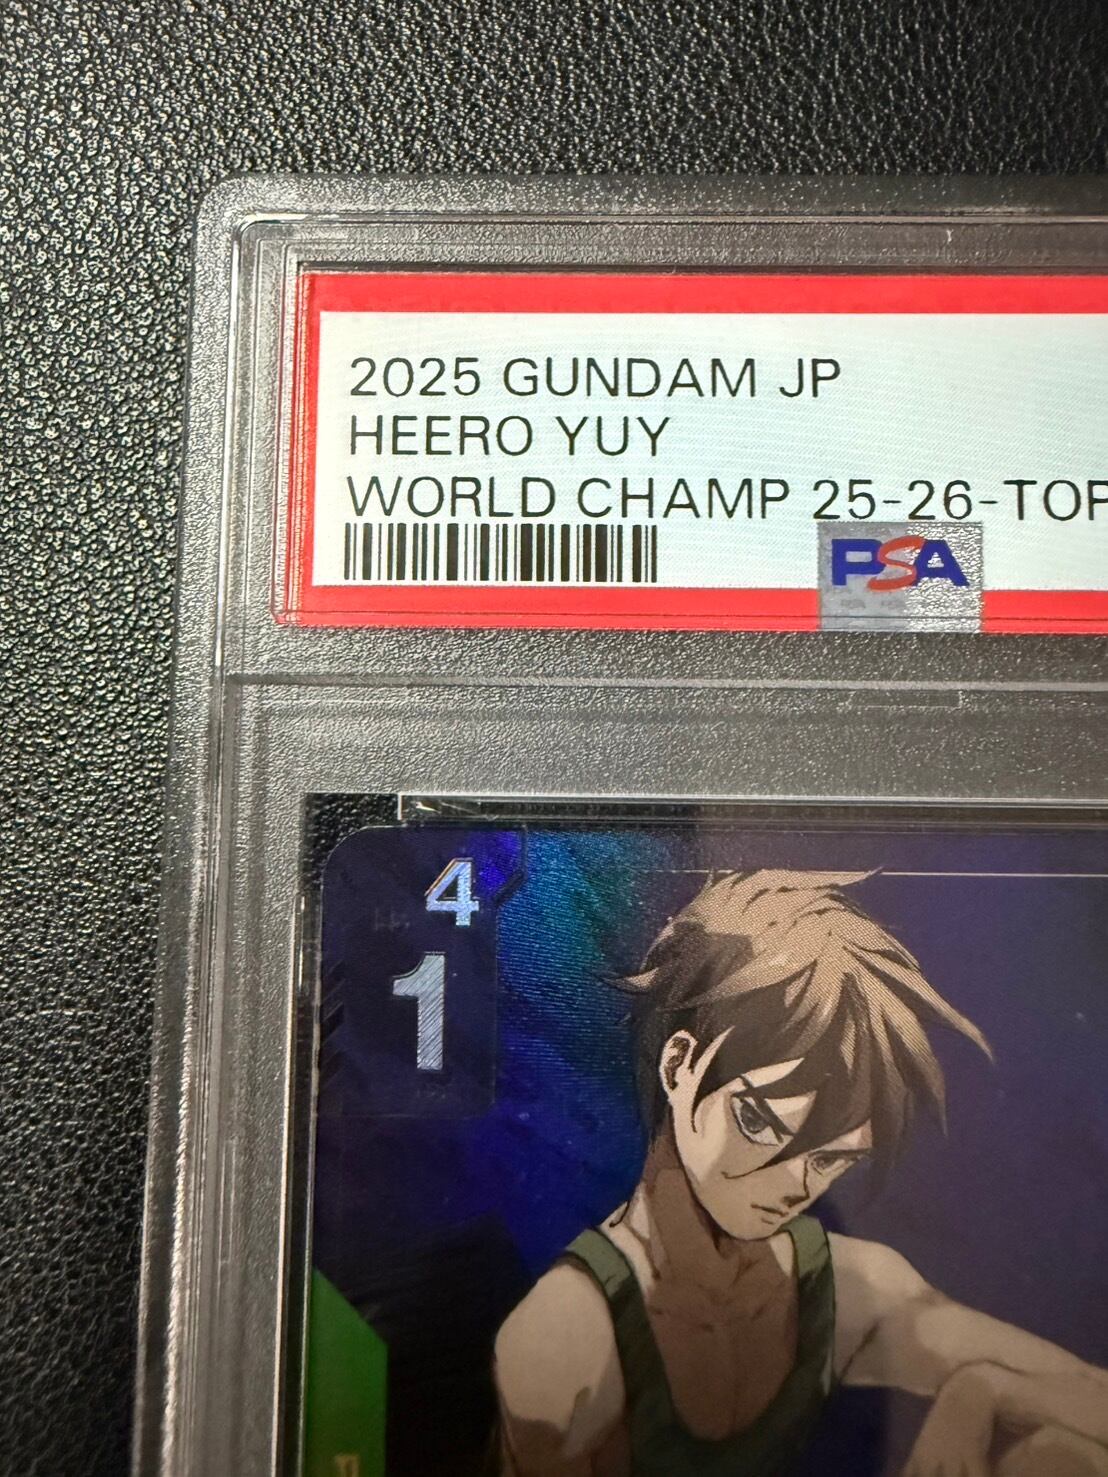 2025 GUNDAM JP
HEERO YUY
WORLD CHAMP 25-26-TOP
PSA
4
1